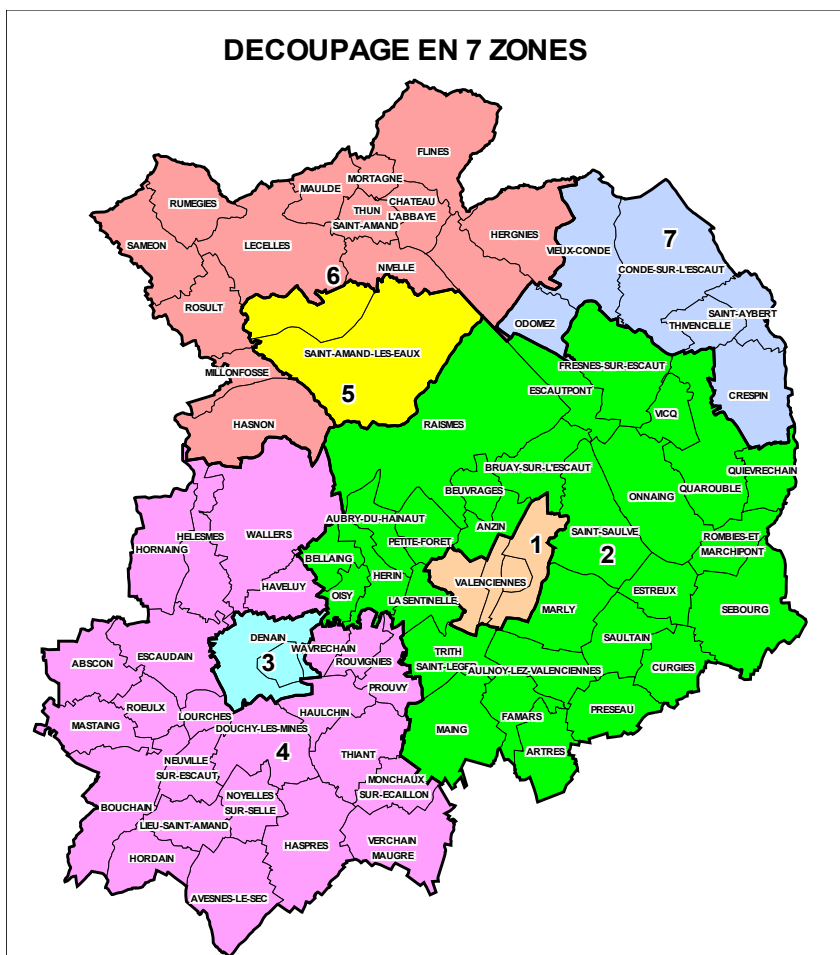 DECOUPAGE EN 7 ZONES
FLINES
MORTAGNE
MAULDE
RUMEGIES
CHATEAU
L'ABBAYE
THUN
SAINT-AMAND
HERGNIES
SAMEON
LECELLES
VIEUX-CONDE
7
NIVELLE
6
CONDE-SUR-L'ESCAUT
ROSULT
SAINT-AYBERT
THIVENCELLE
ODOMEZ
SAINT-AMAND-LES-EAUX
FRESNES-SUR-ESCAUT
MILLONFOSSE
5
ESCAUTPONT
CRESPIN
VICQ
HASNON
RAISMES
BRUAY-SUR-L'ESCAUT
QUIEVRECHAIN
BEUVRAGES
QUAROUBLE
ONNAING
AUBRY-DU-HAINAUT
ANZIN
SAINT-SAULVE
HELESMES
WALLERS
ROMBIES-ET
MARCHIPONT
PETITE-FORET
1
2
HORNAING
BELLAING
HERIN
VALENCIENNES
HAVELUY
OISY
LA SENTINELLE
ESTREUX
MARLY
SEBOURG
DENAIN
WAVRECHAIN
SAULTAIN
ESCAUDAIN
TRITH
SAINT-LEGER
ABSCON
3
ROUVIGNIES
AULNOY-LEZ-VALENCIENNES
CURGIES
PROUVY
ROEULX
LOURCHES
HAULCHIN
PRESEAU
MASTAING
DOUCHY-LES-MINES
FAMARS
MAING
4
THIANT
ARTRES
NEUVILLE
SUR-ESCAUT
MONCHAUX
SUR-ECAILLON
NOYELLES
SUR-SELLE
BOUCHAIN
LIEU-SAINT-AMAND
HASPRES
VERCHAIN
MAUGRE
HORDAIN
AVESNES-LE-SEC